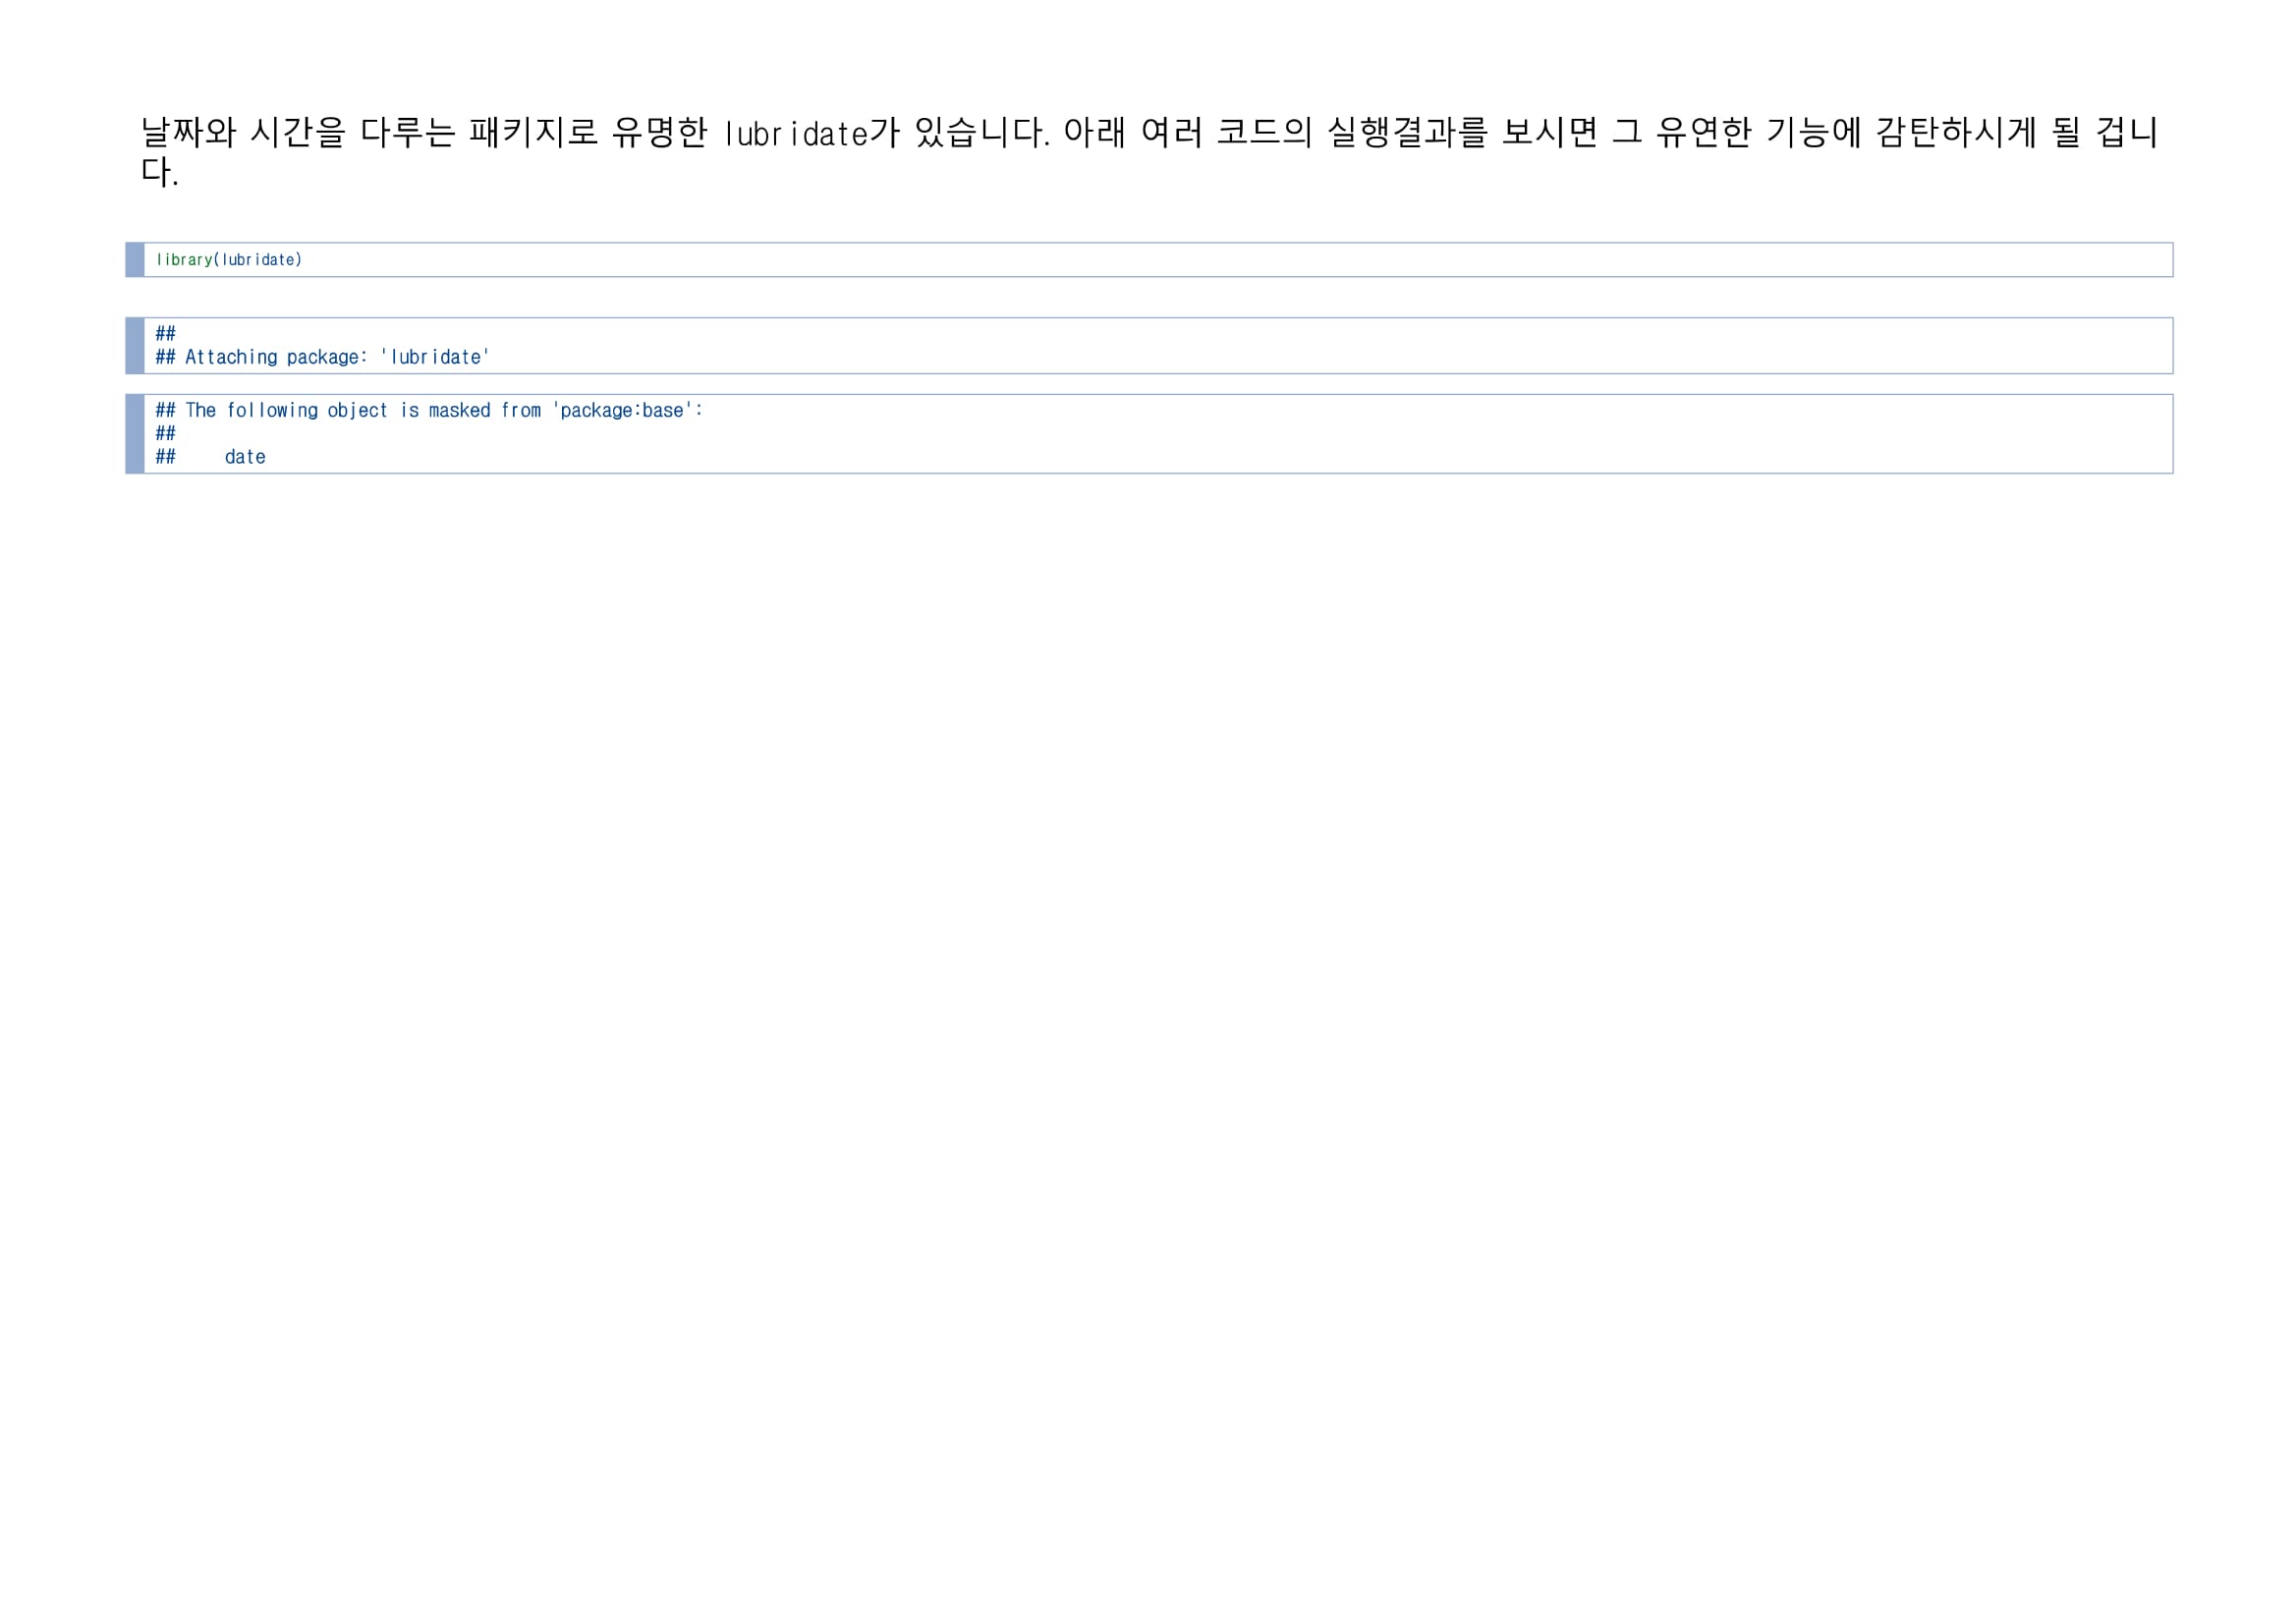 날짜와 시간을 다루는 패키지로 유명한 lubridate가 있습니다. 아래 여러 코드의 실행결과를 보시면 그 유연한 기능에 감탄하시게 될 겁니
다.
library(lubridate)
##
## Attaching package: 'lubridate'
## The following object is masked from 'package:base':
##
##     date